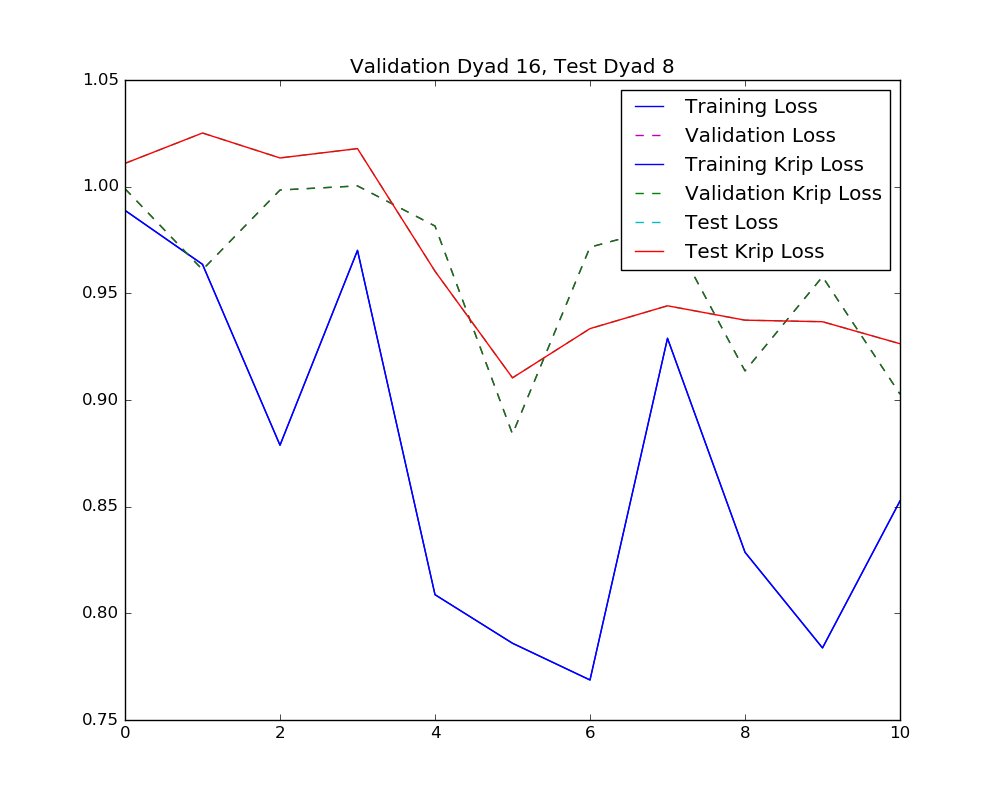 Validation Dyad 16, Test Dyad 8
1.05
1.00
0.95
0.90
0.85
0.80
0.75
0
2
4
6
8
10
Training Loss
Validation Loss
Training Krip Loss
Validation Krip Loss
Test Loss
Test Krip Loss